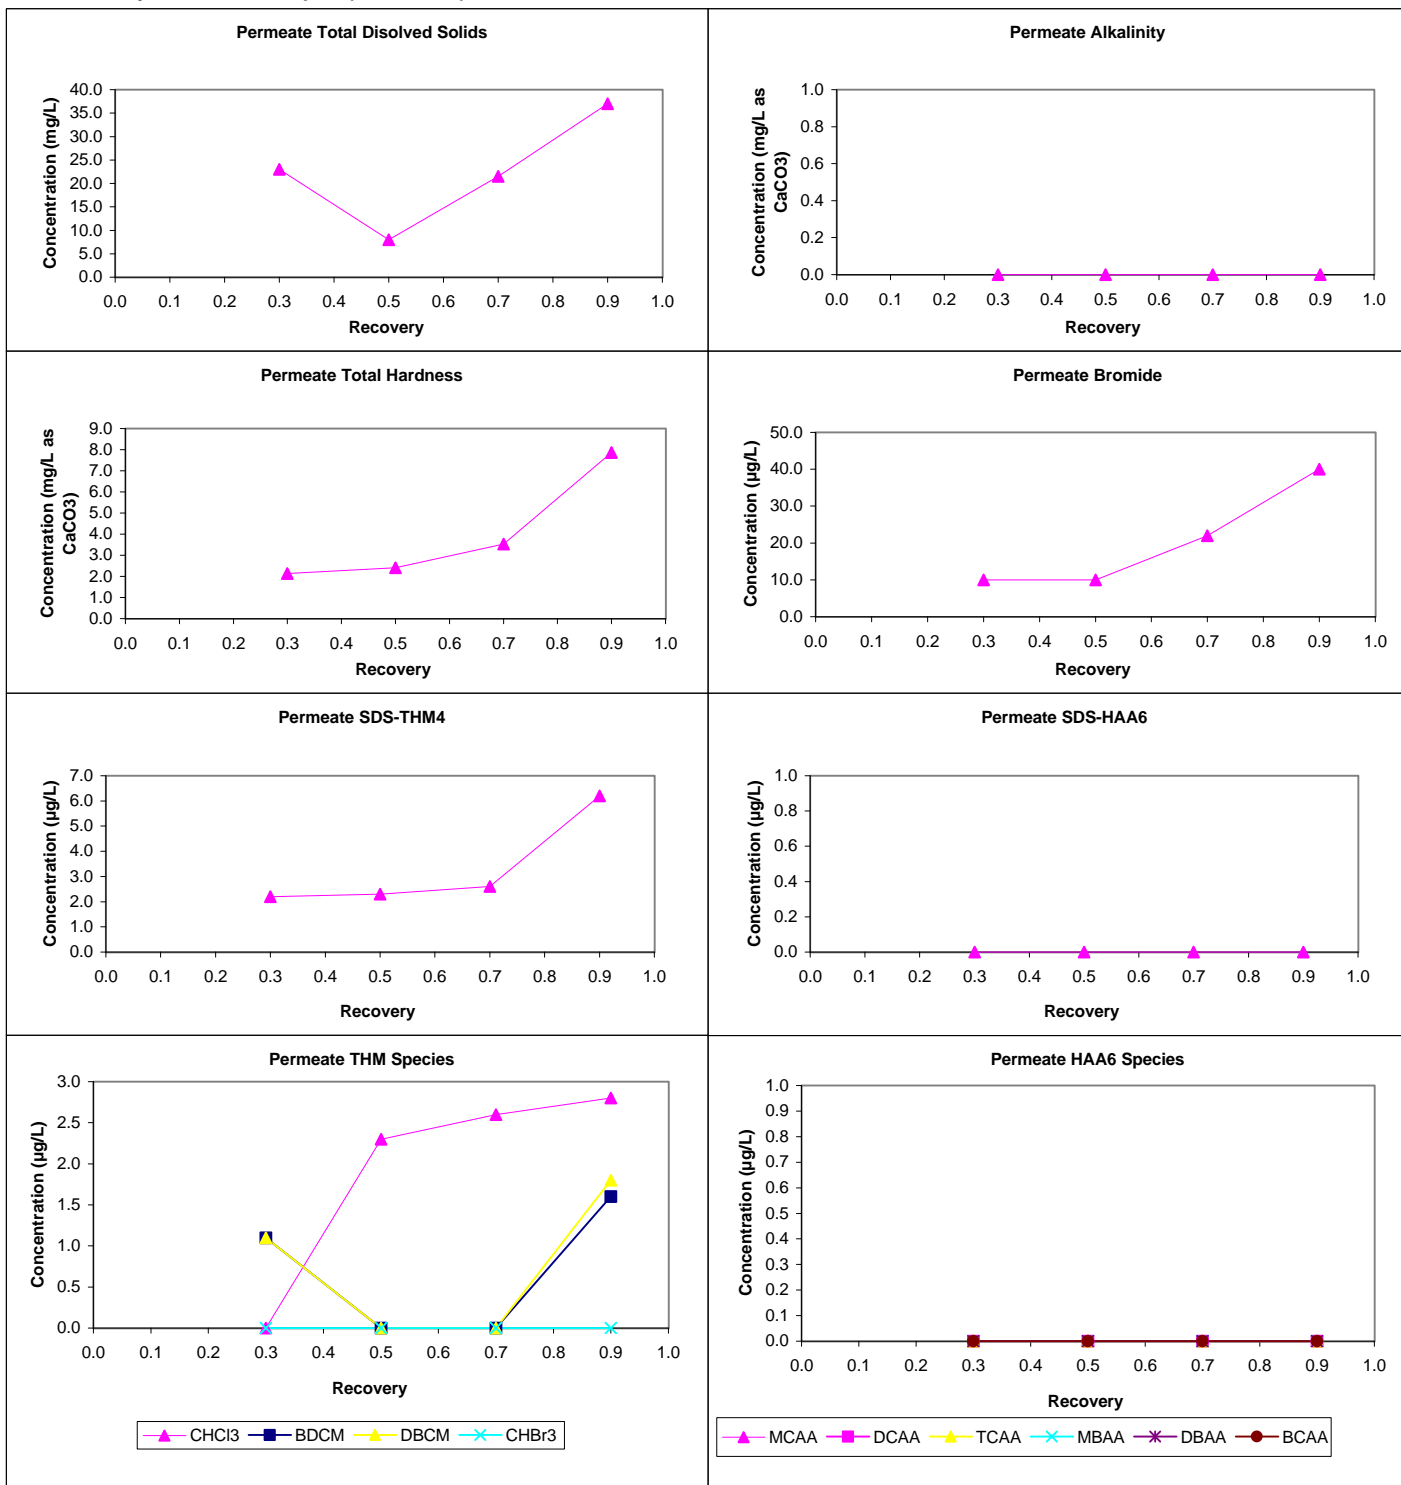 Permeate Total Disolved Solids
Concentration (mg/L)
40.0
35.0
30.0
25.0
20.0
15.0
10.0
5.0
0.0
0.0 0.1 0.2 0.3 0.4 0.5 0.6 0.7 0.8 0.9 1.0
Recovery
Permeate Alkalinity
Concentration (mg/L as
CaCO3)
1.0
0.8
0.6
0.4
0.2
0.0
0.0 0.1 0.2 0.3 0.4 0.5 0.6 0.7 0.8 0.9 1.0
Recovery
Permeate Total Hardness
Concentration (mg/L as
CaCO3)
9.0
8.0
7.0
6.0
5.0
4.0
3.0
2.0
1.0
0.0
0.0 0.1 0.2 0.3 0.4 0.5 0.6 0.7 0.8 0.9 1.0
Recovery
Permeate Bromide
Concentration (µg/L)
50.0
40.0
30.0
20.0
10.0
0.0
0.0 0.1 0.2 0.3 0.4 0.5 0.6 0.7 0.8 0.9 1.0
Recovery
Permeate SDS-THM4
Concentration (µg/L)
7.0
6.0
5.0
4.0
3.0
2.0
1.0
0.0
0.0 0.1 0.2 0.3 0.4 0.5 0.6 0.7 0.8 0.9 1.0
Recovery
Permeate SDS-HAA6
Concentration (µg/L)
1.0
0.8
0.6
0.4
0.2
0.0
0.0 0.1 0.2 0.3 0.4 0.5 0.6 0.7 0.8 0.9 1.0
Recovery
Permeate THM Species
Concentration (µg/L)
3.0
2.5
2.0
1.5
1.0
0.5
0.0
0.0 0.1 0.2 0.3 0.4 0.5 0.6 0.7 0.8 0.9 1.0
Recovery
CHCl3 BDCM DBCM CHBr3
Permeate HAA6 Species
Concentration (µg/L)
1.0
0.9
0.8
0.7
0.6
0.5
0.4
0.3
0.2
0.1
0.0
0.0 0.1 0.2 0.3 0.4 0.5 0.6 0.7 0.8 0.9 1.0
Recovery
MCAA DCAA TCAA MBAA DBAA BCAA